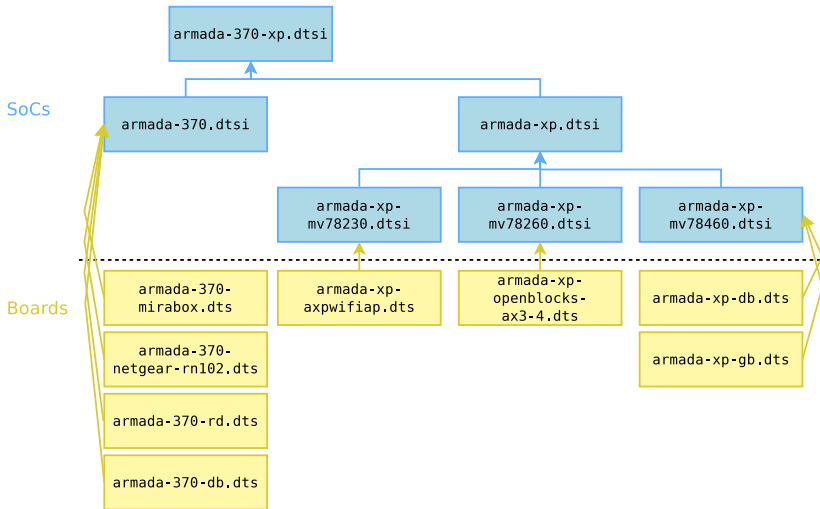 armada-370-xp.dtsi
SoCs
armada-370.dtsi
armada-xp.dtsi
armada-xp-
mv78230.dtsi
armada-xp-
mv78260.dtsi
armada-xp-
mv78460.dtsi
Boards
armada-370-
mirabox.dts
armada-xp-
axpwifiap.dts
armada-xp-
openblocks-
ax3-4.dts
armada-xp-db.dts
armada-370-
netgear-rn102.dts
armada-xp-gb.dts
armada-370-rd.dts
armada-370-db.dts